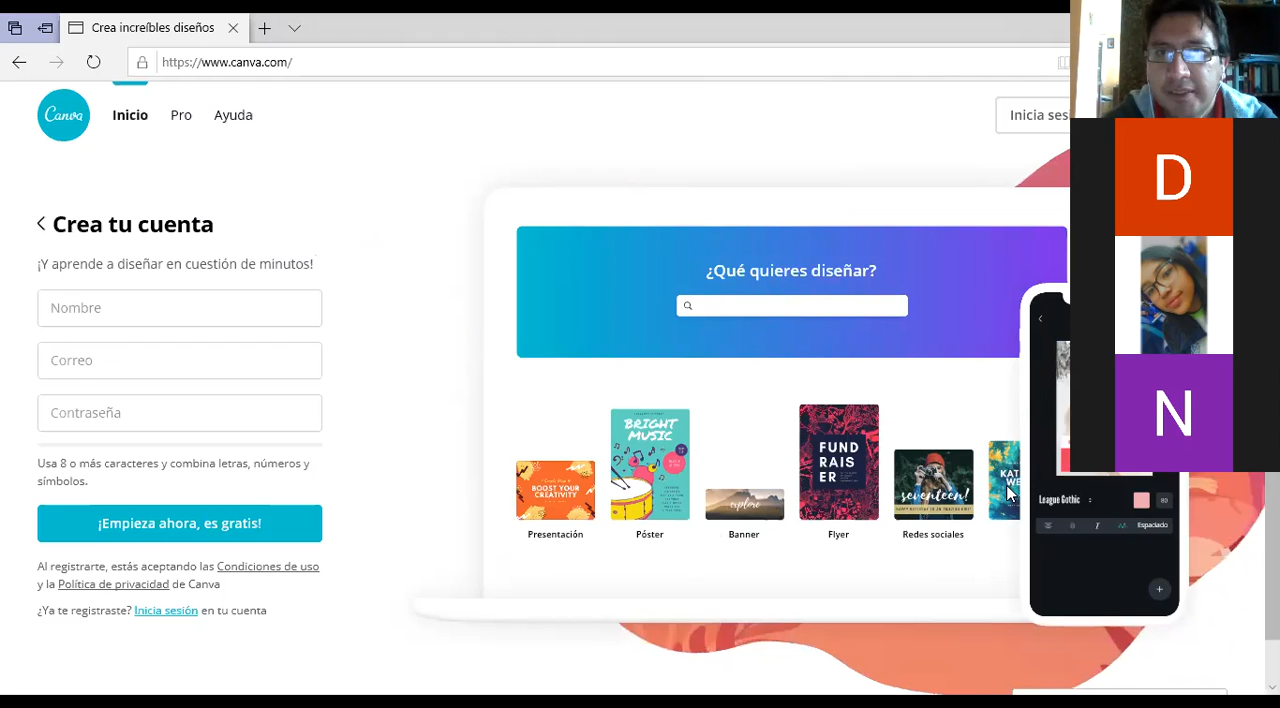 Crea increíbles diseños
https://www.canva.com/
Canva
Inicio
Pro
Ayuda
Inicia ses
Crea tu cuenta
¡Y aprende a diseñar en cuestión de minutos!
Nombre
Correo
Contraseña
Usa 8 o más caracteres y combina letras, números y
símbolos.
¡Empieza ahora, es gratis!
Al registrarte, estás aceptando las Condiciones de uso
y la Política de privacidad de Canva
¿Ya te registraste? Inicia sesión en tu cuenta
¿Qué quieres diseñar?
BOOST YOUR
CREATIVITY
Presentación
BRIGHT
MUSIC
Póster
explore
Banner
FUND
RAIS
ER
Flyer
seventeen!
Redes sociales
League Gothic
Espaciado
D
N